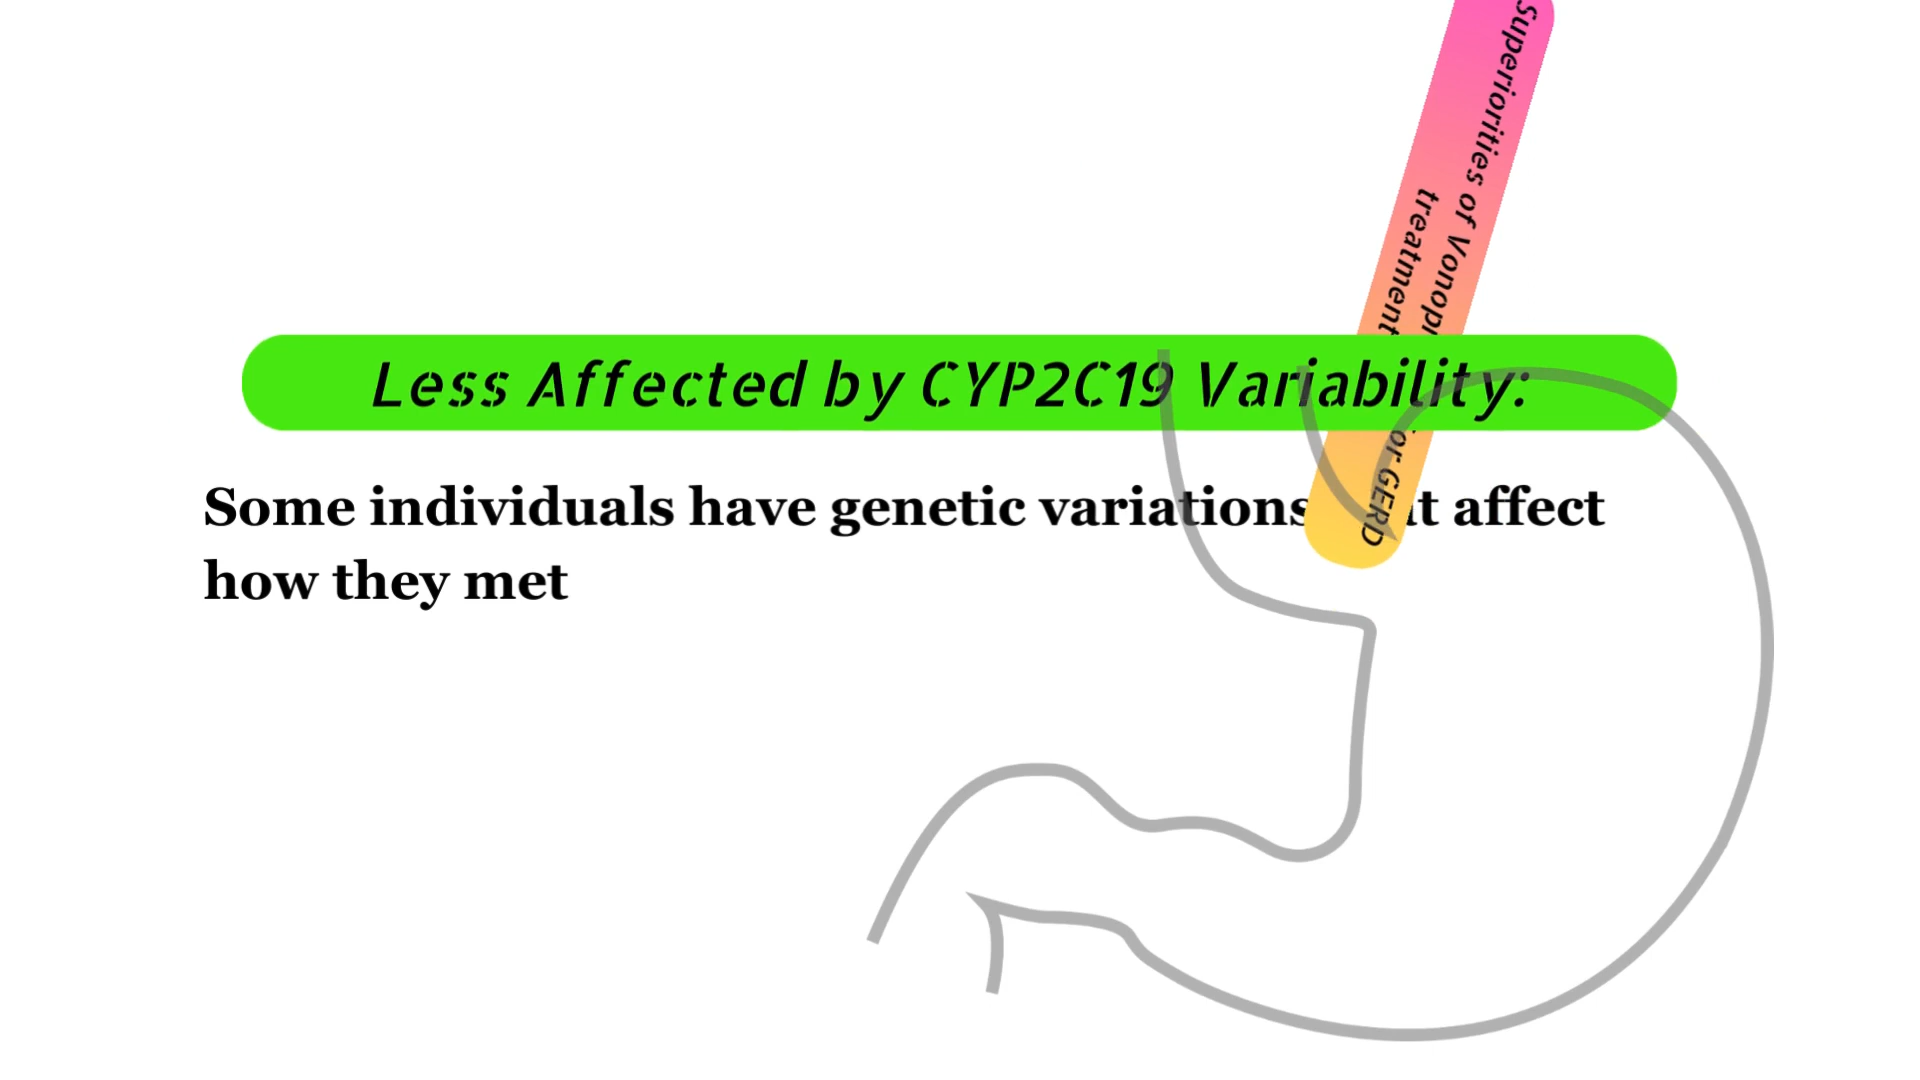 Superiorities of Vonop
treatment or GERD
Less Affected by CYP2C19 Variability:
Some individuals have genetic variations affect
how they met